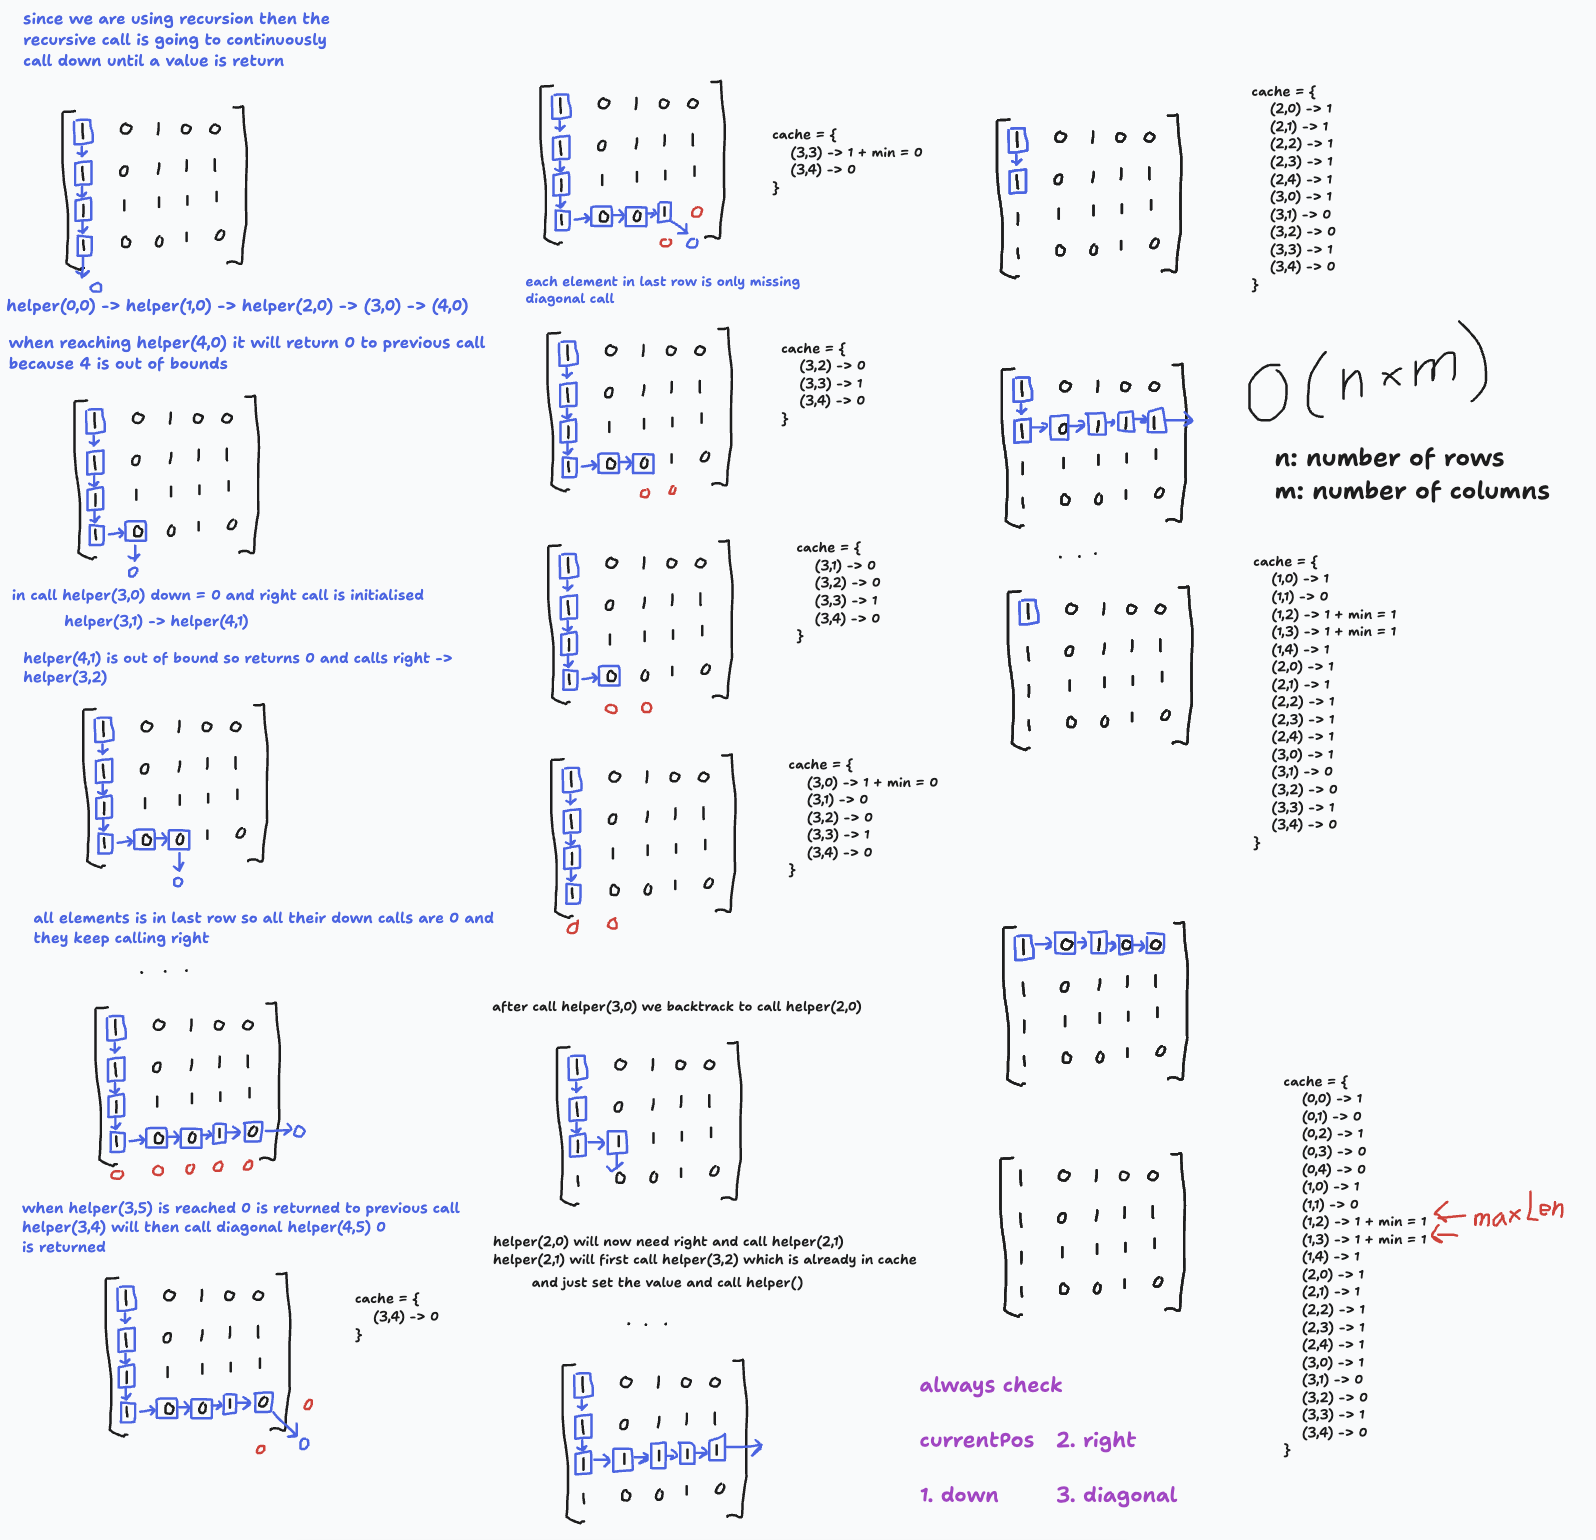 since we are using recursion then the
recursive call is going to continuously
call down until a value is return
1 0 1 0 0
1 0 1 1 1
1 1 1 1 1
1 0 0 1 0
0
helper(0,0) -> helper(1,0) -> helper(2,0) -> (3,0) -> (4,0)
when reaching helper(4,0) it will return 0 to previous call
because 4 is out of bounds
1 0 1 0 0
1 0 1 1 1
1 1 1 1 1
1 0 0 1 0
0
in call helper(3,0) down = 0 and right call is initialised
helper(3,1) -> helper(4,1)
helper(4,1) is out of bound so returns 0 and calls right ->
helper(3,2)
1 0 1 0 0
1 0 1 1 1
1 1 1 1 1
1 0 0 1 0
0
all elements is in last row so all their down calls are 0 and
they keep calling right
. . .
1 0 1 0 0
1 0 1 1 1
1 1 1 1 1
1 0 0 1 0 0
0 0 0 0 0
when helper(3,5) is reached 0 is returned to previous call
helper(3,4) will then call diagonal helper(4,5) 0
is returned
1 0 1 0 0
1 0 1 1 1
1 1 1 1 1
1 0 0 1 0 0
0 0
cache = {
(3,4) -> 0
}
1 0 1 0 0
1 0 1 1 1
1 1 1 1 1
1 0 0 1 0
0 0
cache = {
(3,3) -> 1 + min = 0
(3,4) -> 0
}
each element in last row is only missing
diagonal call
1 0 1 0 0
1 0 1 1 1
1 1 1 1 1
1 0 0 1 0
0 0
cache = {
(3,2) -> 0
(3,3) -> 1
(3,4) -> 0
}
1 0 1 0 0
1 0 1 1 1
1 1 1 1 1
1 0 0 1 0
0 0
cache = {
(3,1) -> 0
(3,2) -> 0
(3,3) -> 1
(3,4) -> 0
}
1 0 1 0 0
1 0 1 1 1
1 1 1 1 1
1 0 0 1 0
0 0
cache = {
(3,0) -> 1 + min = 0
(3,1) -> 0
(3,2) -> 0
(3,3) -> 1
(3,4) -> 0
}
after call helper(3,0) we backtrack to call helper(2,0)
1 0 1 0 0
1 0 1 1 1
1 1 1 1 1
1 0 0 1 0
helper(2,0) will now need right and call helper(2,1)
helper(2,1) will first call helper(3,2) which is already in cache
and just set the value and call helper()
. . .
1 0 1 0 0
1 0 1 1 1
1 1 1 1 1
1 0 0 1 0
1 0 1 0 0
1 0 1 1 1
1 1 1 1 1
1 0 0 1 0
cache = {
(2,0) -> 1
(2,1) -> 1
(2,2) -> 1
(2,3) -> 1
(2,4) -> 1
(3,0) -> 1
(3,1) -> 0
(3,2) -> 0
(3,3) -> 1
(3,4) -> 0
}
1 0 1 0 0
1 0 1 1 1
1 1 1 1 1
1 0 0 1 0
O(n × m)
n: number of rows
m: number of columns
. . .
1 0 1 0 0
1 0 1 1 1
1 1 1 1 1
1 0 0 1 0
cache = {
(1,0) -> 1
(1,1) -> 0
(1,2) -> 1 + min = 1
(1,3) -> 1 + min = 1
(1,4) -> 1
(2,0) -> 1
(2,1) -> 1
(2,2) -> 1
(2,3) -> 1
(2,4) -> 1
(3,0) -> 1
(3,1) -> 0
(3,2) -> 0
(3,3) -> 1
(3,4) -> 0
}
1 0 1 0 0
1 0 1 1 1
1 1 1 1 1
1 0 0 1 0
1 0 1 0 0
1 0 1 1 1
1 1 1 1 1
1 0 0 1 0
cache = {
(0,0) -> 1
(0,1) -> 0
(0,2) -> 1
(0,3) -> 0
(0,4) -> 0
(1,0) -> 1
(1,1) -> 0
(1,2) -> 1 + min = 1
(1,3) -> 1 + min = 1
maxLen
(1,4) -> 1
(2,0) -> 1
(2,1) -> 1
(2,2) -> 1
(2,3) -> 1
(2,4) -> 1
(3,0) -> 1
(3,1) -> 0
(3,2) -> 0
(3,3) -> 1
(3,4) -> 0
}
always check
currentPos 2. right
1. down 3. diagonal